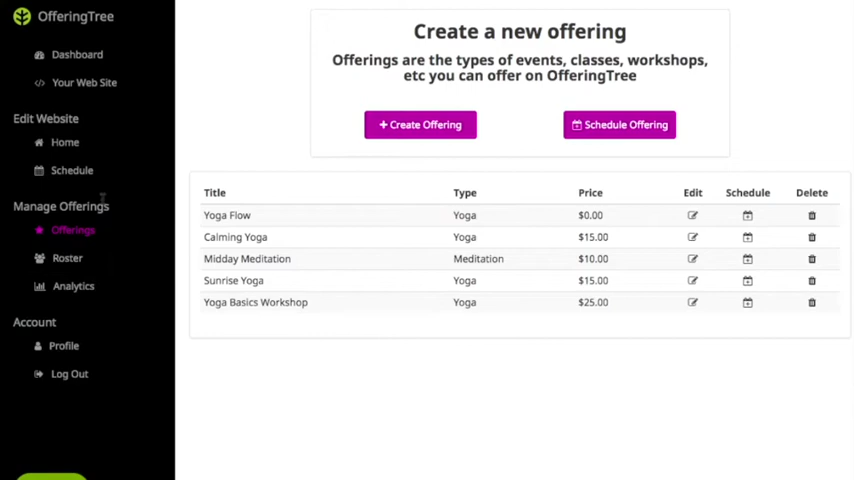 OfferingTree
Dashboard
Your Web Site
Edit Website
Home
Schedule
Manage Offerings
Offerings
Roster
Analytics
Account
Profile
Log Out
Create a new offering
Offerings are the types of events, classes, workshops,
etc you can offer on OfferingTree
+ Create Offering
Schedule Offering
Title Type Price Edit Schedule Delete
Yoga Flow Yoga $0.00
Calming Yoga Yoga $15.00
Midday Meditation Meditation $10.00
Sunrise Yoga Yoga $15.00
Yoga Basics Workshop Yoga $25.00